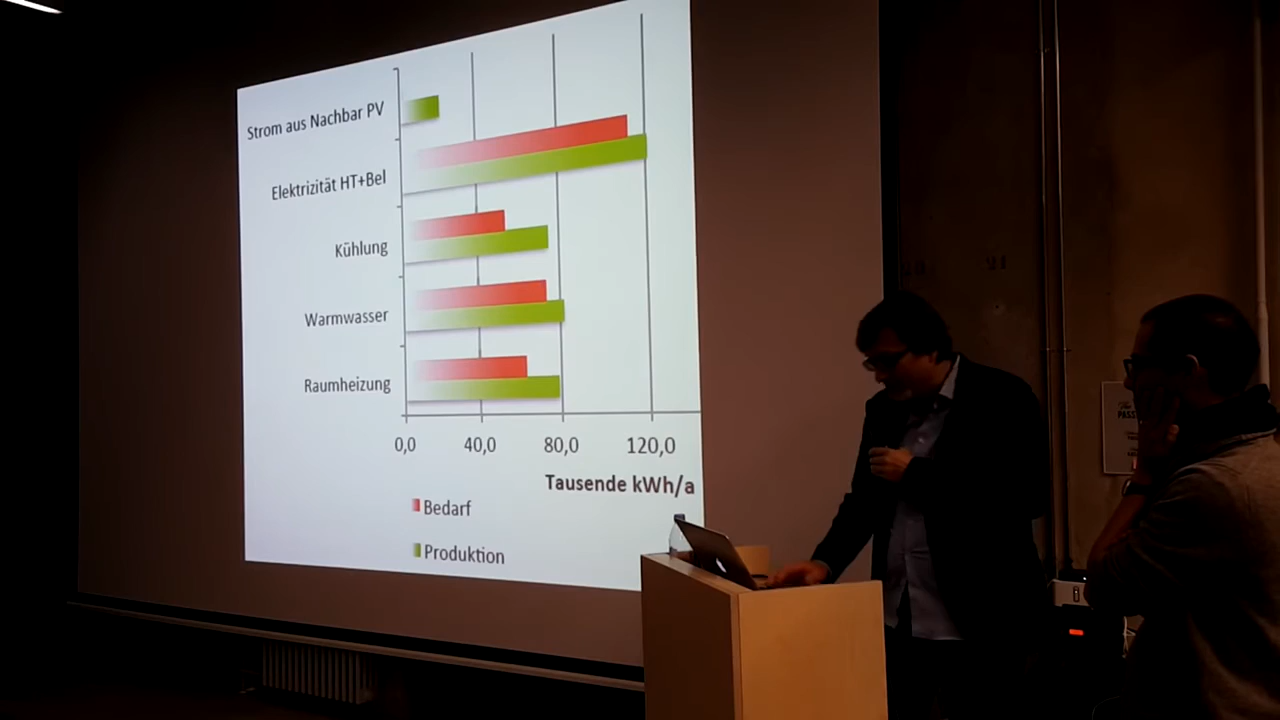 Strom aus Nachbar PV
Elektrizität HT+Bel
Kühlung
Warmwasser
Raumheizung
0,0 40,0 80,0 120,0
Tausende kWh/a
Bedarf
Produktion